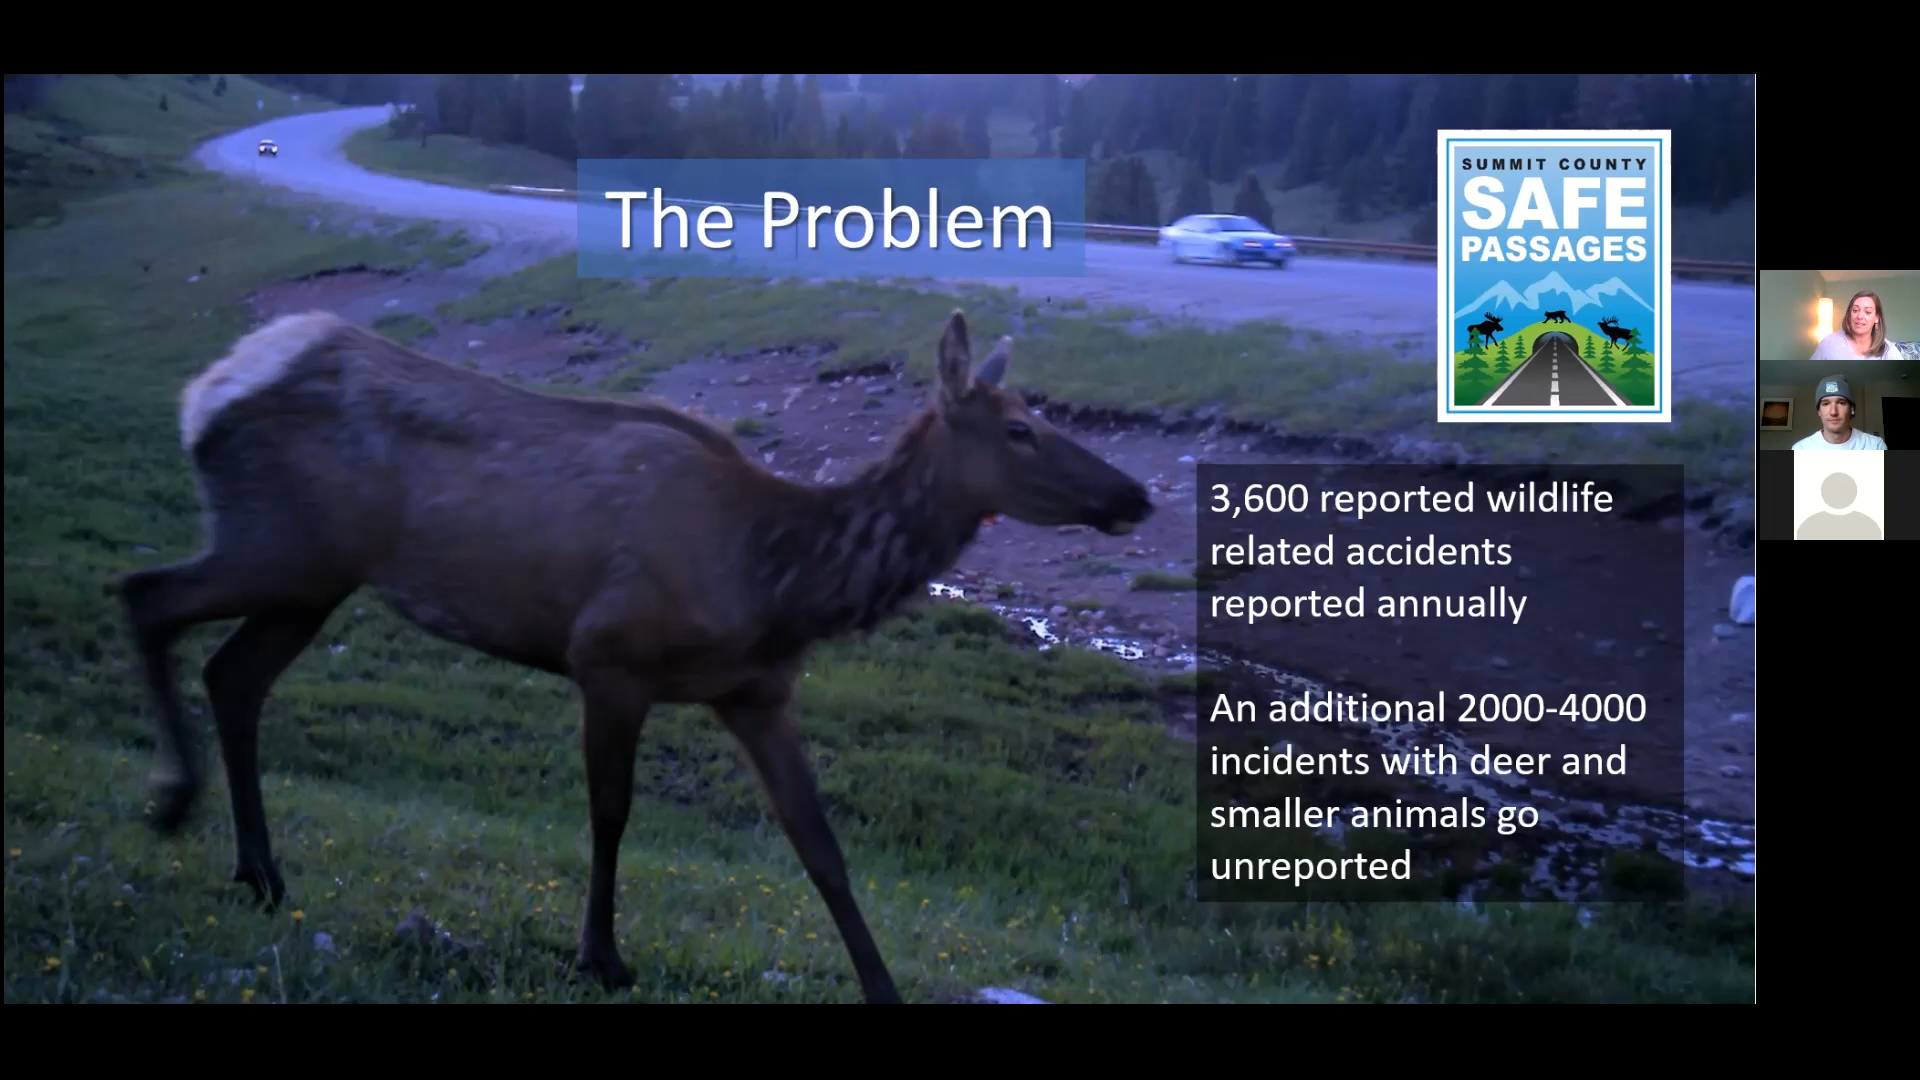 The Problem
SUMMIT COUNTY
SAFE
PASSAGES
3,600 reported wildlife
related accidents
reported annually
An additional 2000-4000
incidents with deer and
smaller animals go
unreported